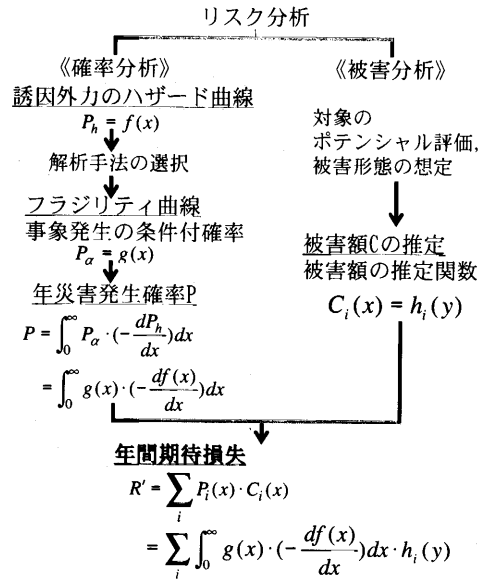 リスク分析
《確率分析》
誘因外力のハザード曲線
P_h = f(x)
解析手法の選択
フラジリティ曲線
事象発生の条件付確率
P_α = g(x)
年災害発生確率P
P = ∫_0^∞ P_α · (-dP_h/dx)dx
= ∫_0^∞ g(x) · (-df(x)/dx)dx
《被害分析》
対象の
ポテンシャル評価,
被害形態の想定
被害額Cの推定
被害額の推定関数
C_i(x) = h_i(y)
年間期待損失
R' = Σ_i P_i(x) · C_i(x)
= Σ_i ∫_0^∞ g(x) · (-df(x)/dx)dx · h_i(y)